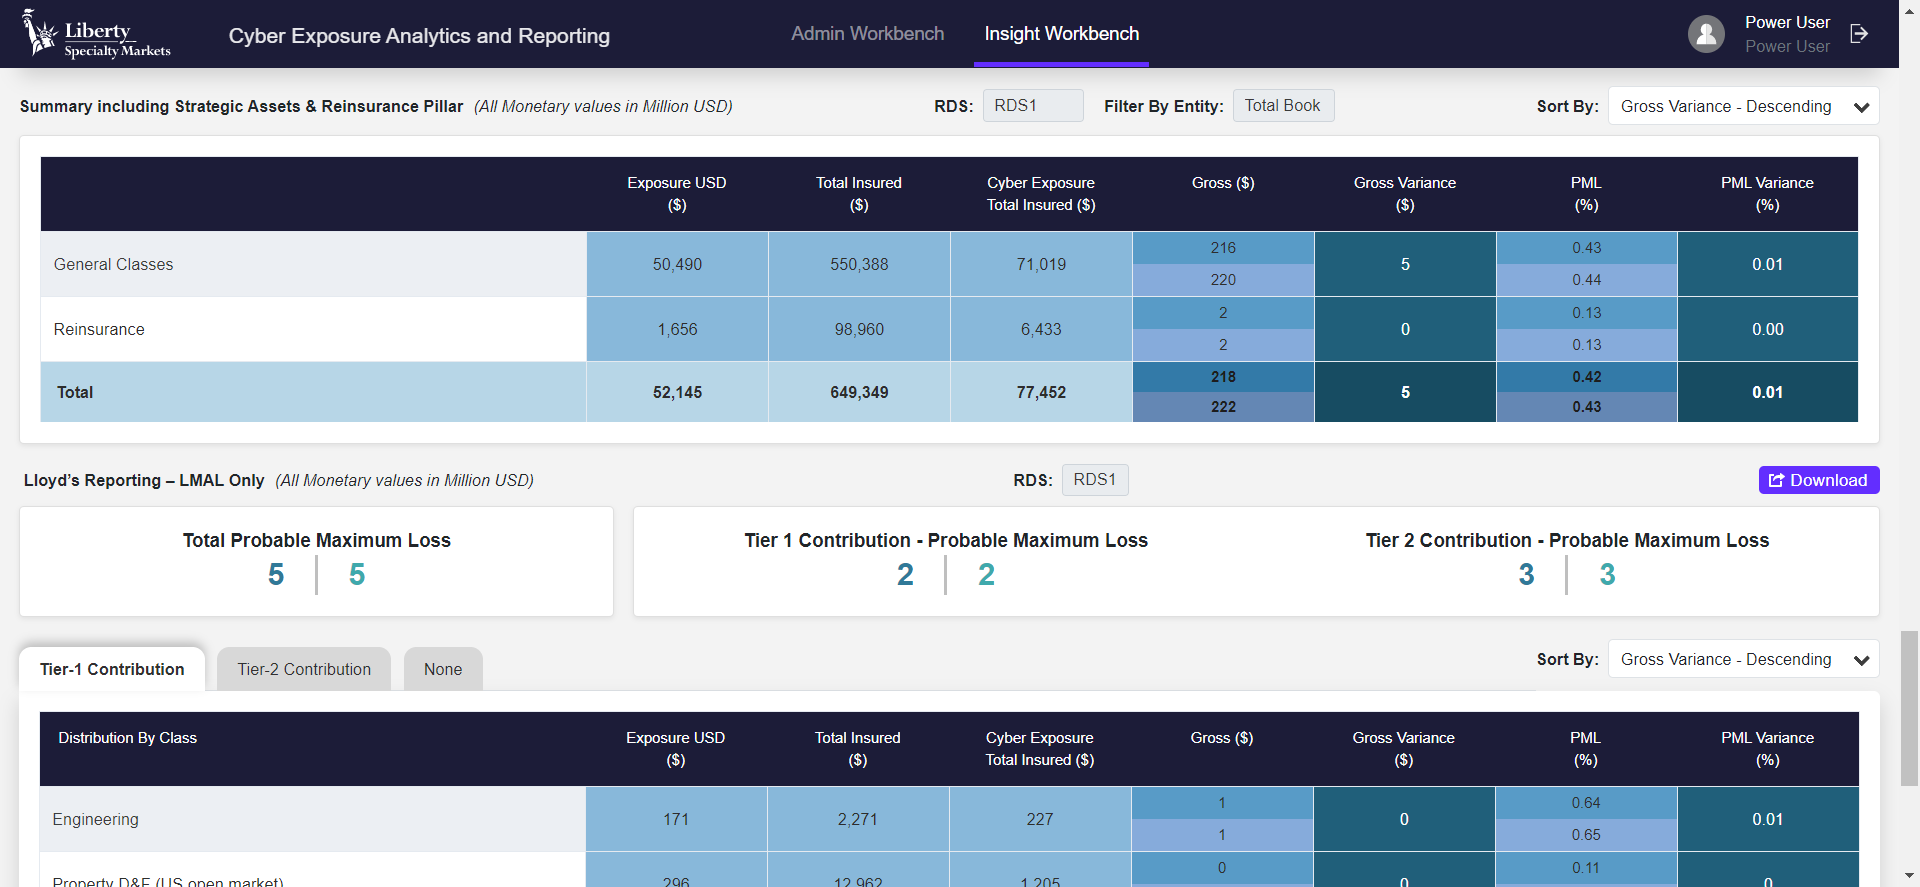 Liberty
Specialty Markets
Cyber Exposure Analytics and Reporting
Admin Workbench
Insight Workbench
Power User
Power User
Summary including Strategic Assets & Reinsurance Pillar (All Monetary values in Million USD)
RDS: RDS1
Filter By Entity: Total Book
Sort By: Gross Variance - Descending
Exposure USD ($) Total Insured ($) Cyber Exposure Total Insured ($) Gross ($) Gross Variance ($) PML (%) PML Variance (%)
General Classes 50,490 550,388 71,019 216 220 5 0.43 0.44 0.01
Reinsurance 1,656 98,960 6,433 2 2 0 0.13 0.13 0.00
Total 52,145 649,349 77,452 218 222 5 0.42 0.43 0.01
Lloyd's Reporting – LMAL Only (All Monetary values in Million USD)
RDS: RDS1
Download
Total Probable Maximum Loss
5 5
Tier 1 Contribution - Probable Maximum Loss
2 2
Tier 2 Contribution - Probable Maximum Loss
3 3
Tier-1 Contribution
Tier-2 Contribution
None
Sort By: Gross Variance - Descending
Distribution By Class Exposure USD ($) Total Insured ($) Cyber Exposure Total Insured ($) Gross ($) Gross Variance ($) PML (%) PML Variance (%)
Engineering 171 2,271 227 1 1 0 0.64 0.65 0.01
Property D&F (US open market) 296 12,962 1,205 0 0 0.11 0